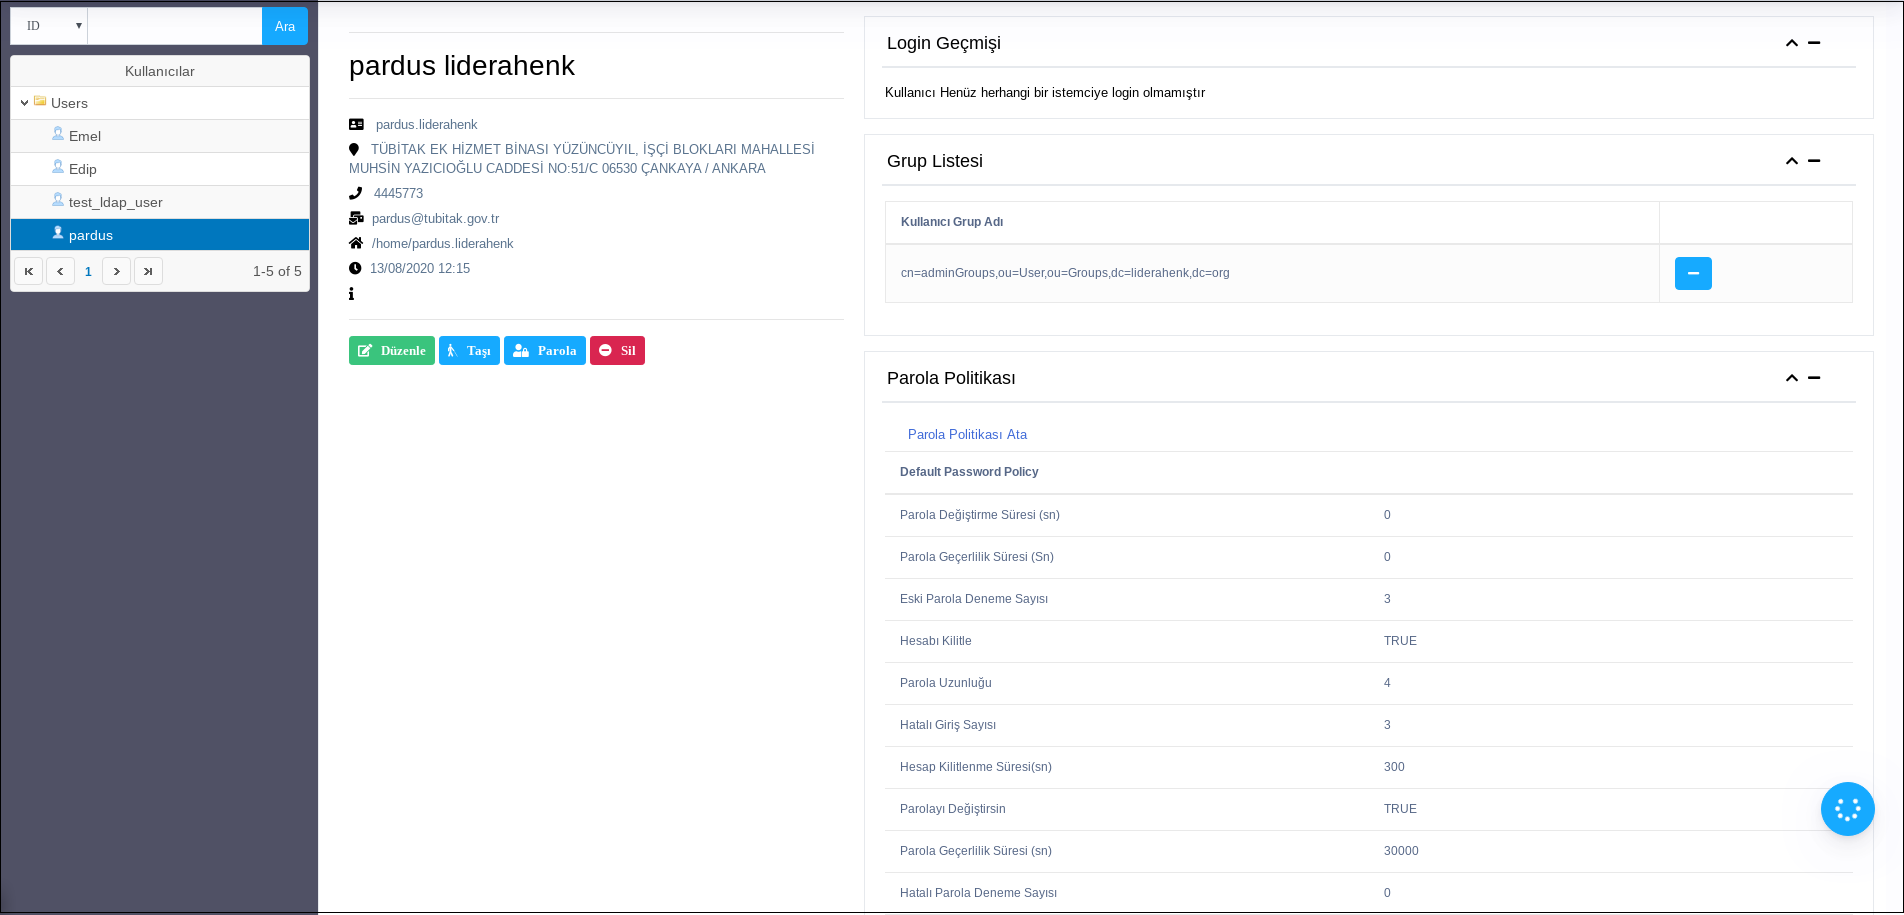 ID
Ara
Kullanıcılar
Users
Emel
Edip
test_ldap_user
pardus
1
1-5 of 5
pardus liderahenk
pardus.liderahenk
TÜBİTAK EK HİZMET BİNASI YÜZÜNCÜYIL, İŞÇİ BLOKLARI MAHALLESİ
MUHSİN YAZICIOĞLU CADDESİ NO:51/C 06530 ÇANKAYA / ANKARA
4445773
pardus@tubitak.gov.tr
/home/pardus.liderahenk
13/08/2020 12:15
Düzenle Taşı Parola Sil
Login Geçmişi
Kullanıcı Henüz herhangi bir istemciye login olmamıştır
Grup Listesi
Kullanıcı Grup Adı
cn=adminGroups,ou=User,ou=Groups,dc=liderahenk,dc=org
Parola Politikası
Parola Politikası Ata
Default Password Policy
Parola Değiştirme Süresi (sn) 0
Parola Geçerlilik Süresi (Sn) 0
Eski Parola Deneme Sayısı 3
Hesabı Kilitle TRUE
Parola Uzunluğu 4
Hatalı Giriş Sayısı 3
Hesap Kilitlenme Süresi(sn) 300
Parolayı Değiştirsin TRUE
Parola Geçerlilik Süresi (sn) 30000
Hatalı Parola Deneme Sayısı 0